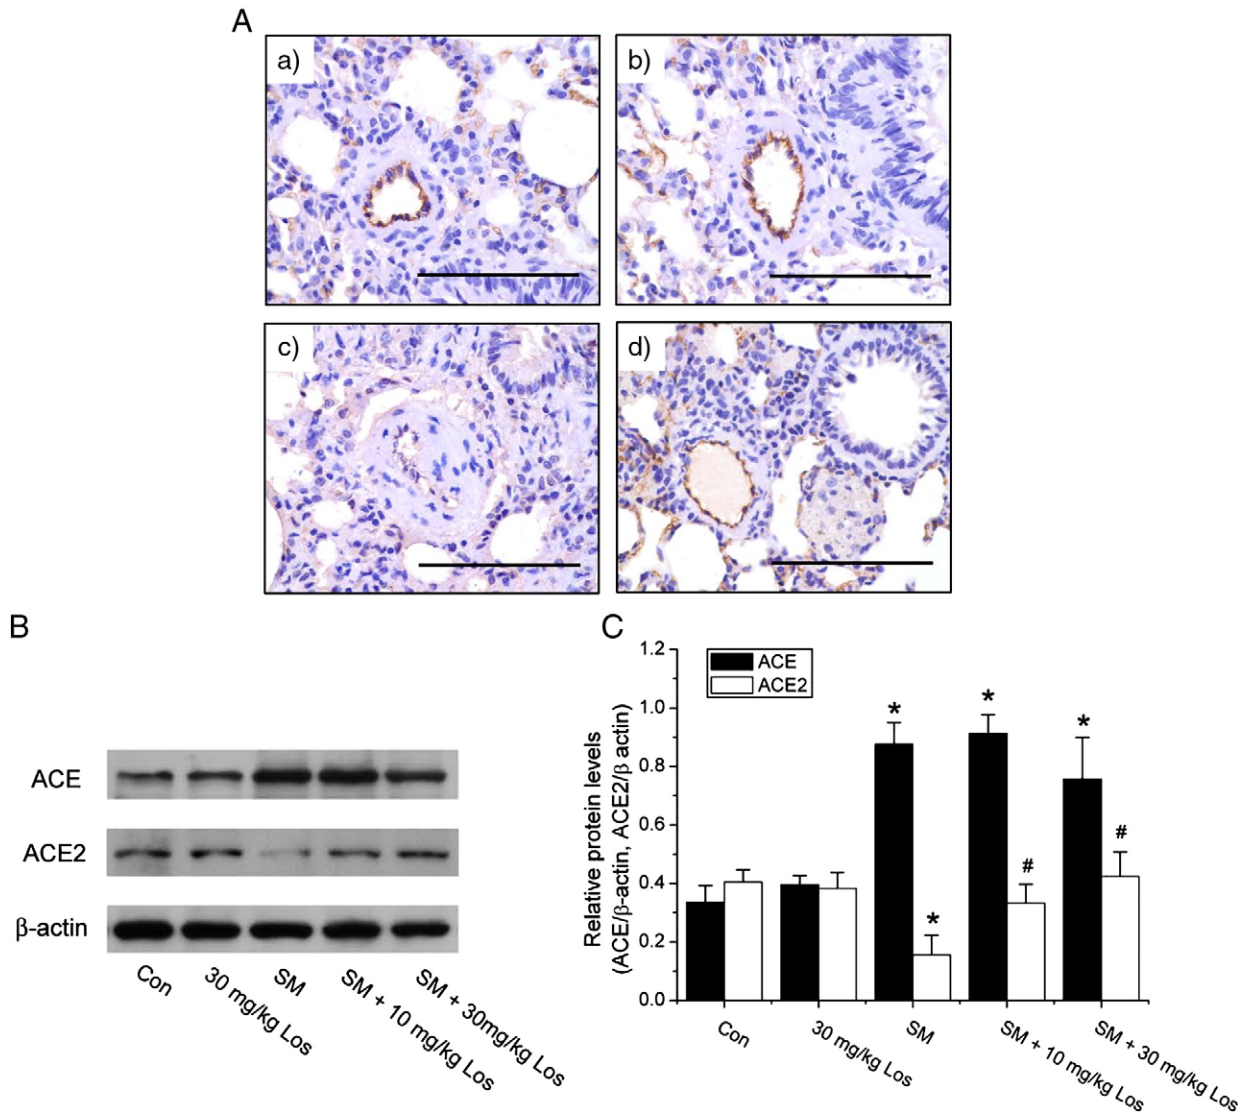 A
a)
b)
c)
d)
B
ACE
ACE2
β-actin
Con
30 mg/kg Los
SM
SM + 10 mg/kg Los
SM + 30mg/kg Los
C
Relative protein levels
(ACE/β-actin, ACE2/β actin)
1.2
1.0
0.8
0.6
0.4
0.2
0.0
ACE
ACE2
*
*
*
*
#
#
Con
30 mg/kg Los
SM
SM + 10 mg/kg Los
SM + 30 mg/kg Los